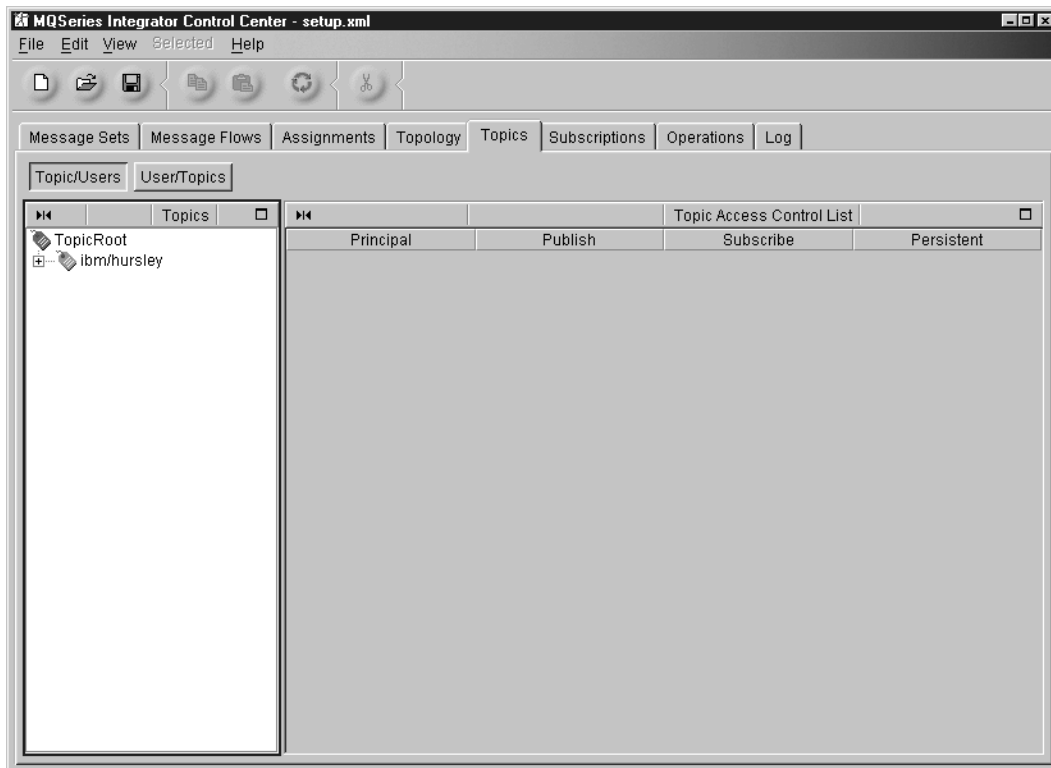 MQSeries Integrator Control Center - setup.xml
File Edit View Selected Help
Message Sets Message Flows Assignments Topology Topics Subscriptions Operations Log
Topic/Users User/Topics
Topics Topic Access Control List
TopicRoot Principal Publish Subscribe Persistent
ibm/hursley